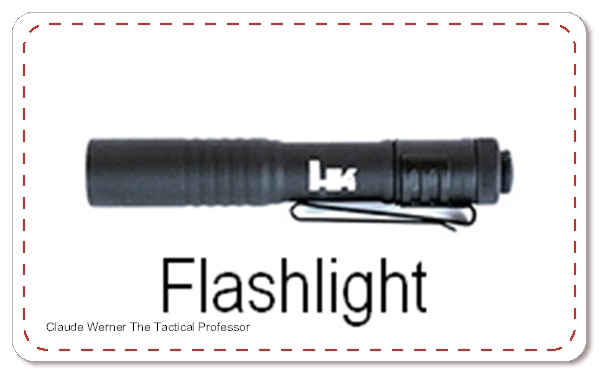 HK
Flashlight
Claude Werner The Tactical Professor